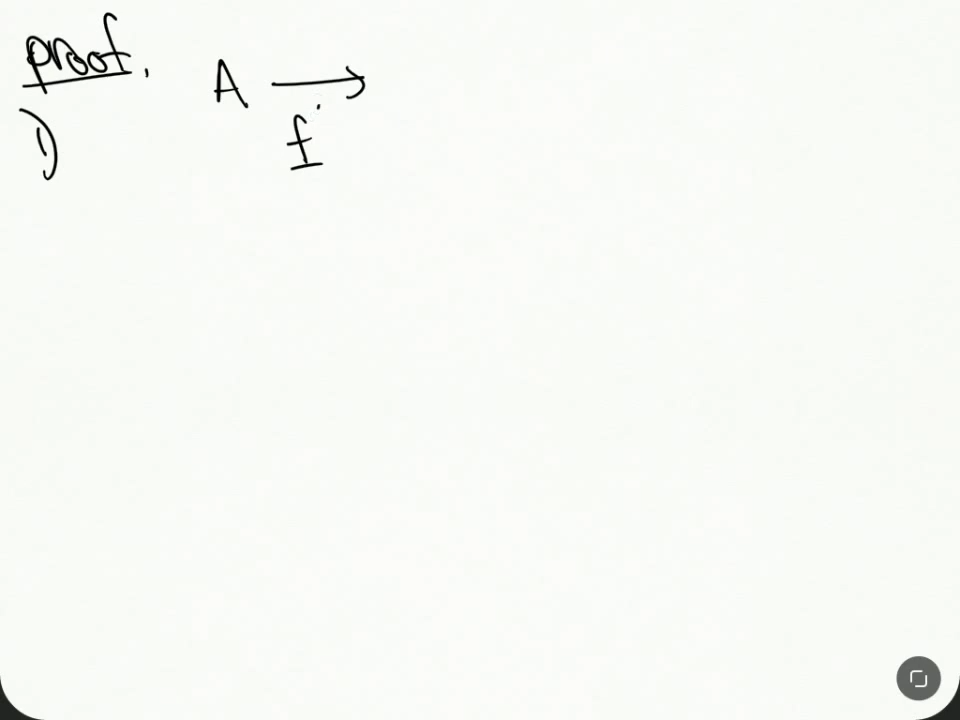 proof.
1) A → 
f